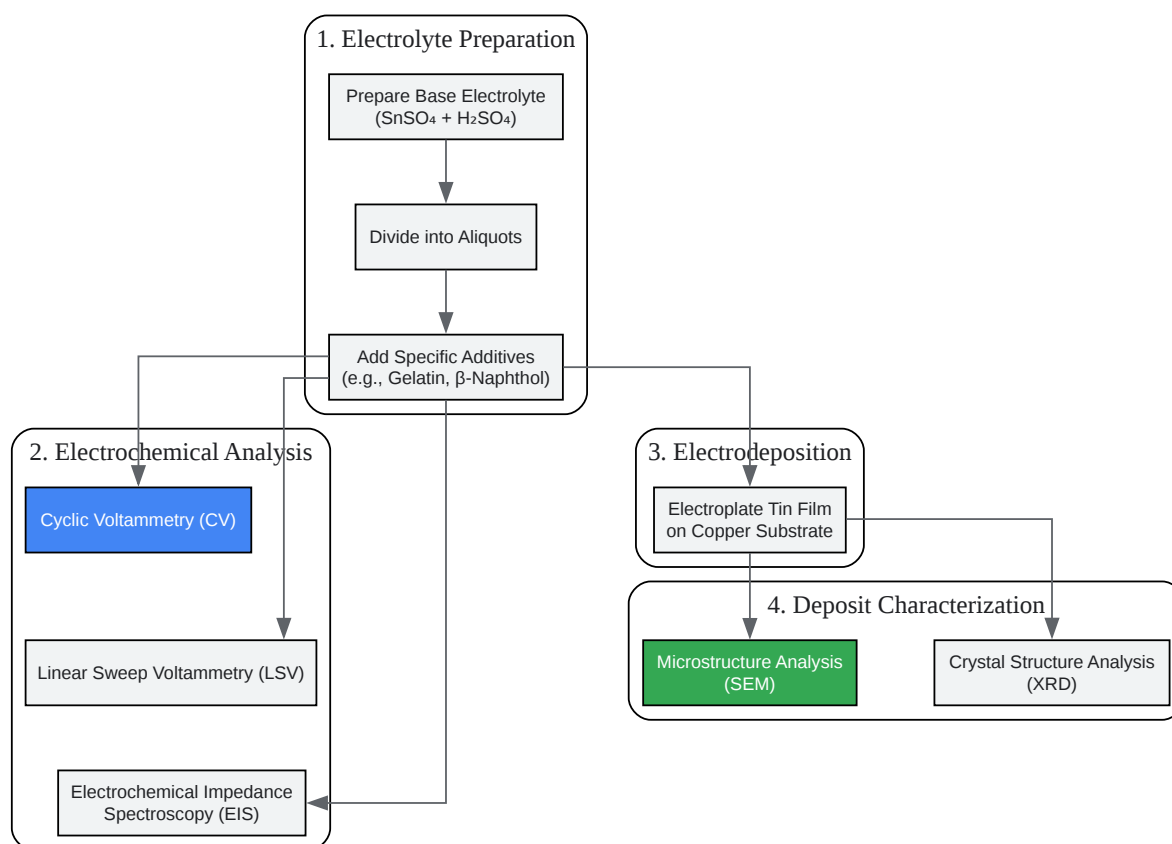 1. Electrolyte Preparation
Prepare Base Electrolyte
(SnSO₄ + H₂SO₄)
Divide into Aliquots
Add Specific Additives
(e.g., Gelatin, β-Naphthol)
2. Electrochemical Analysis
Cyclic Voltammetry (CV)
Linear Sweep Voltammetry (LSV)
Electrochemical Impedance
Spectroscopy (EIS)
3. Electrodeposition
Electroplate Tin Film
on Copper Substrate
4. Deposit Characterization
Microstructure Analysis
(SEM)
Crystal Structure Analysis
(XRD)